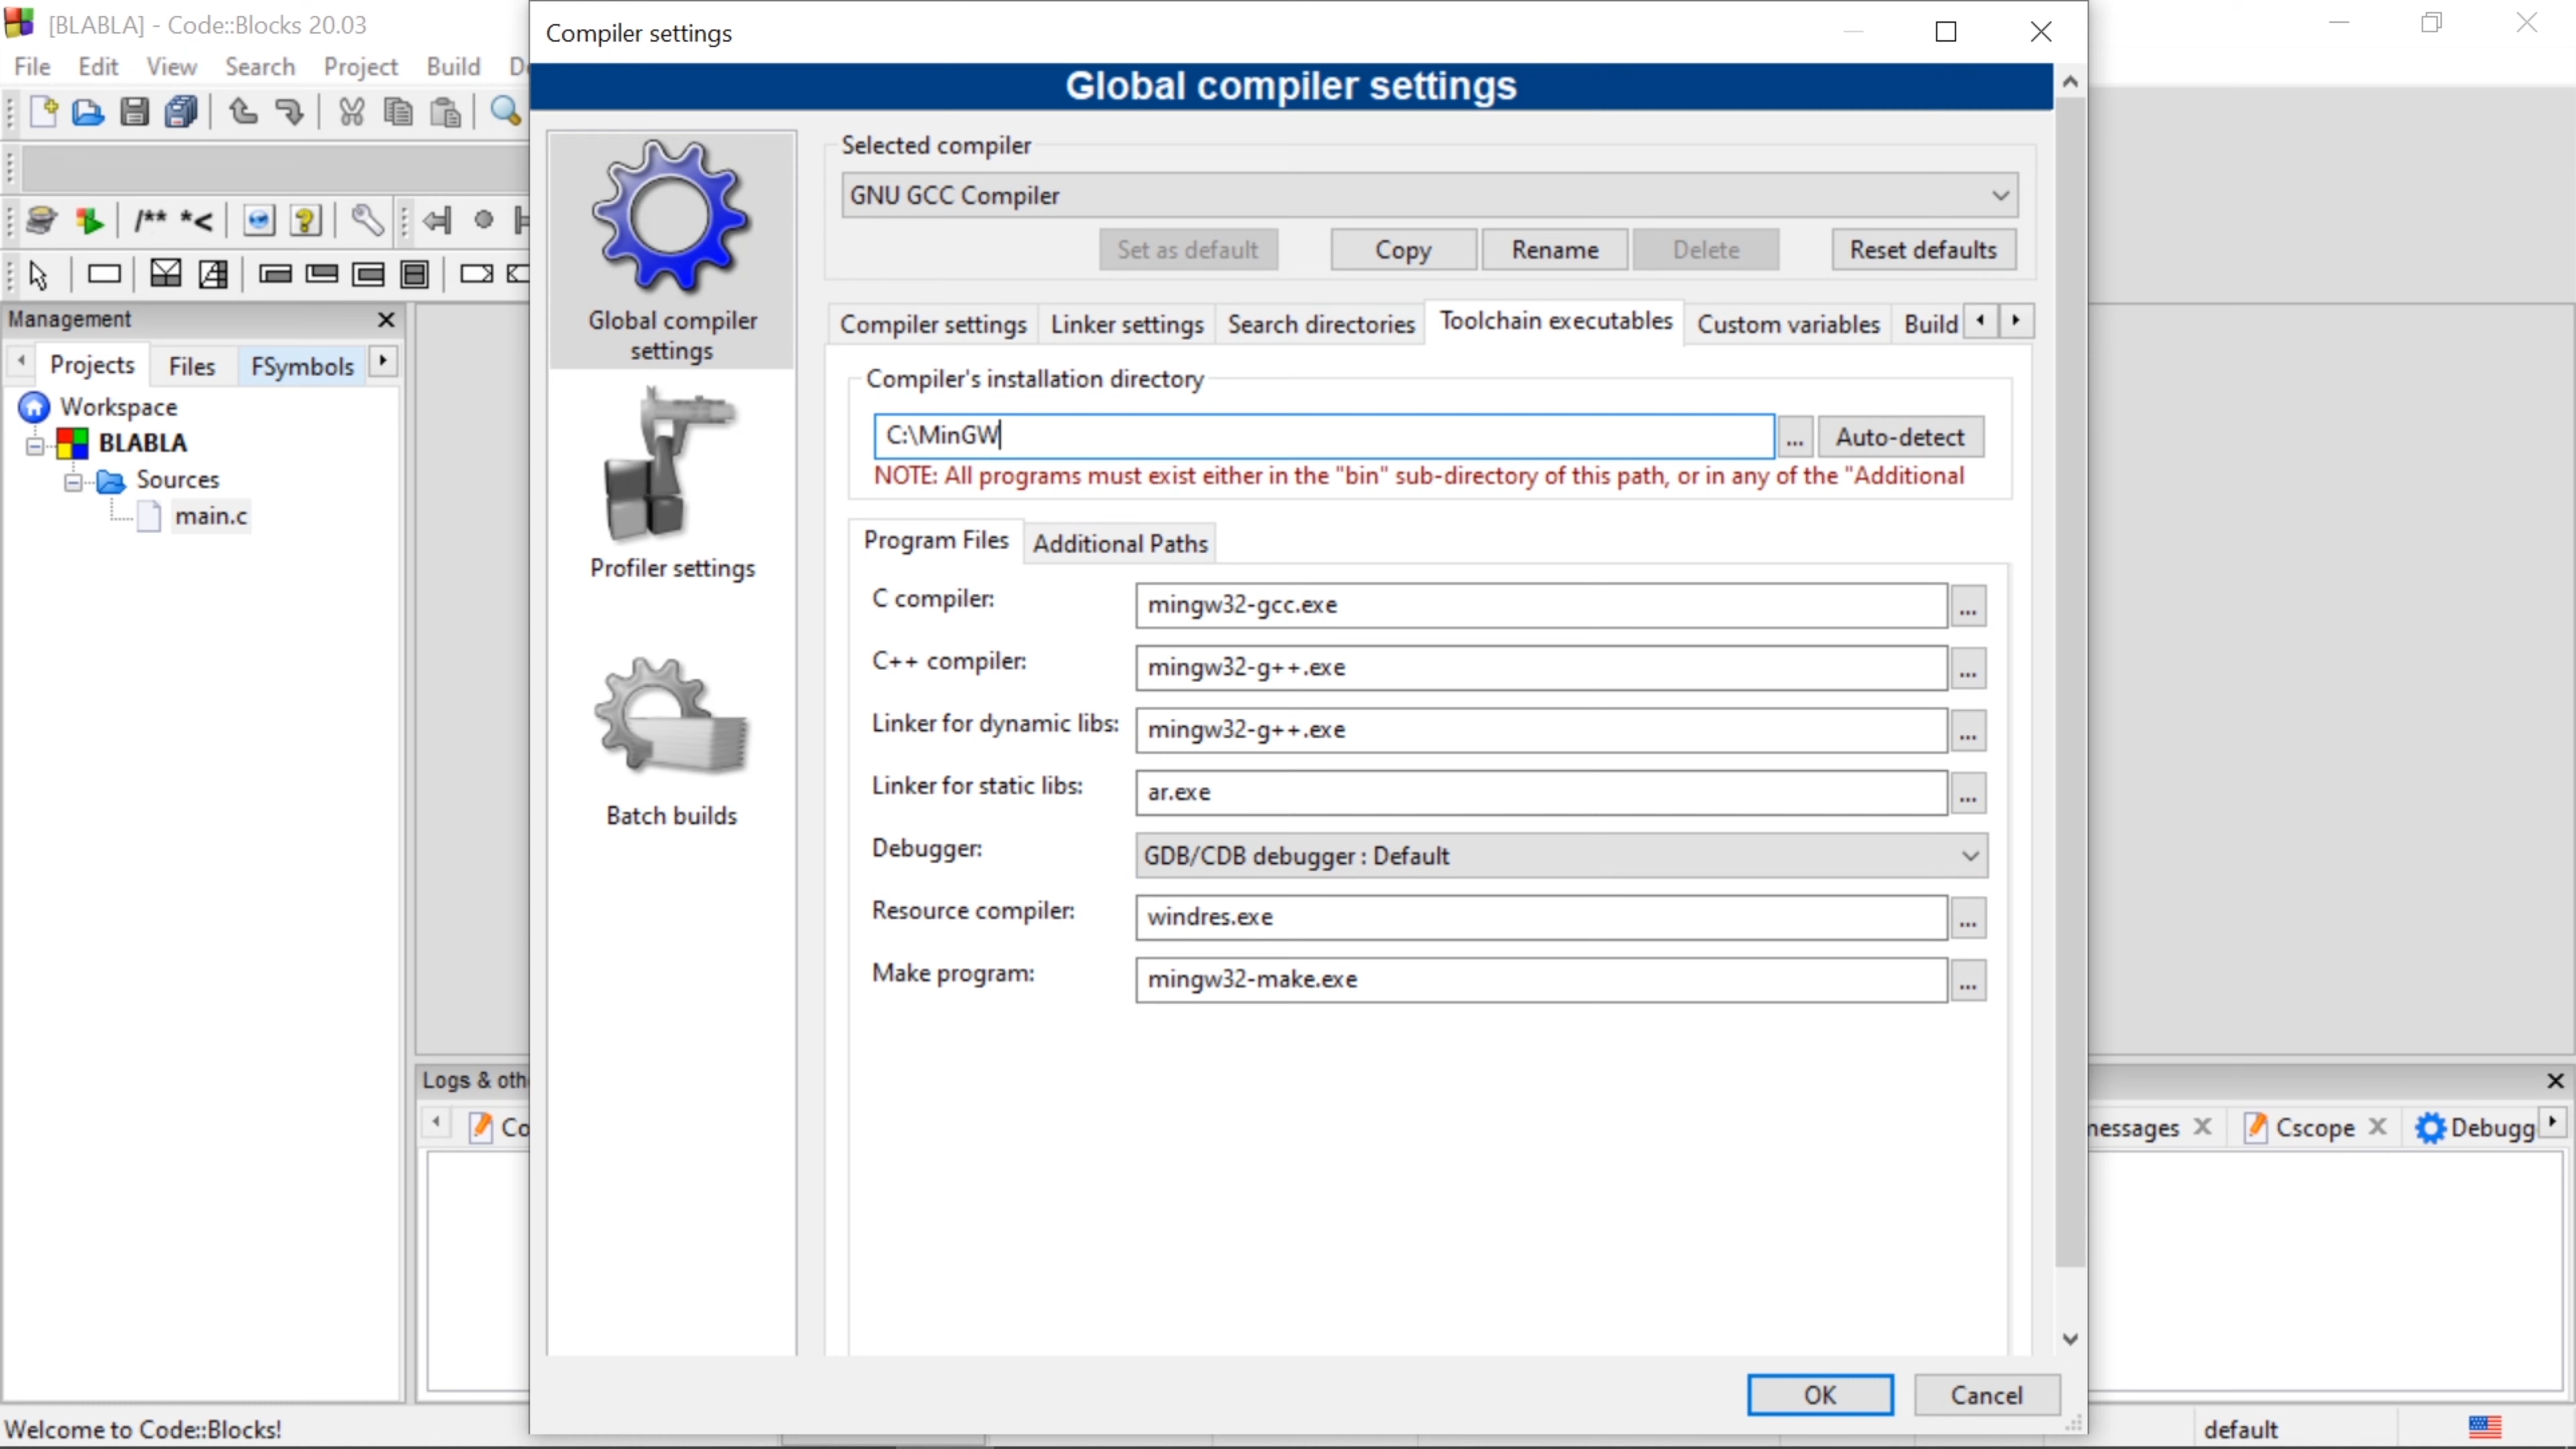 [BLABLA] - Code::Blocks 20.03
File Edit View Search Project Build
/** *<
Management
Projects Files FSymbols
Workspace
BLABLA
Sources
main.c
Welcome to Code::Blocks!
Compiler settings
Global compiler settings
Global compiler
settings
Profiler settings
Batch builds
Selected compiler
GNU GCC Compiler
Set as default Copy Rename Delete Reset defaults
Compiler settings Linker settings Search directories Toolchain executables Custom variables Build
Compiler's installation directory
C:\MinGW
... Auto-detect
NOTE: All programs must exist either in the "bin" sub-directory of this path, or in any of the "Additional
Program Files Additional Paths
C compiler: mingw32-gcc.exe ...
C++ compiler: mingw32-g++.exe ...
Linker for dynamic libs: mingw32-g++.exe ...
Linker for static libs: ar.exe ...
Debugger: GDB/CDB debugger : Default
Resource compiler: windres.exe ...
Make program: mingw32-make.exe ...
OK Cancel
Logs &
Cscope
default